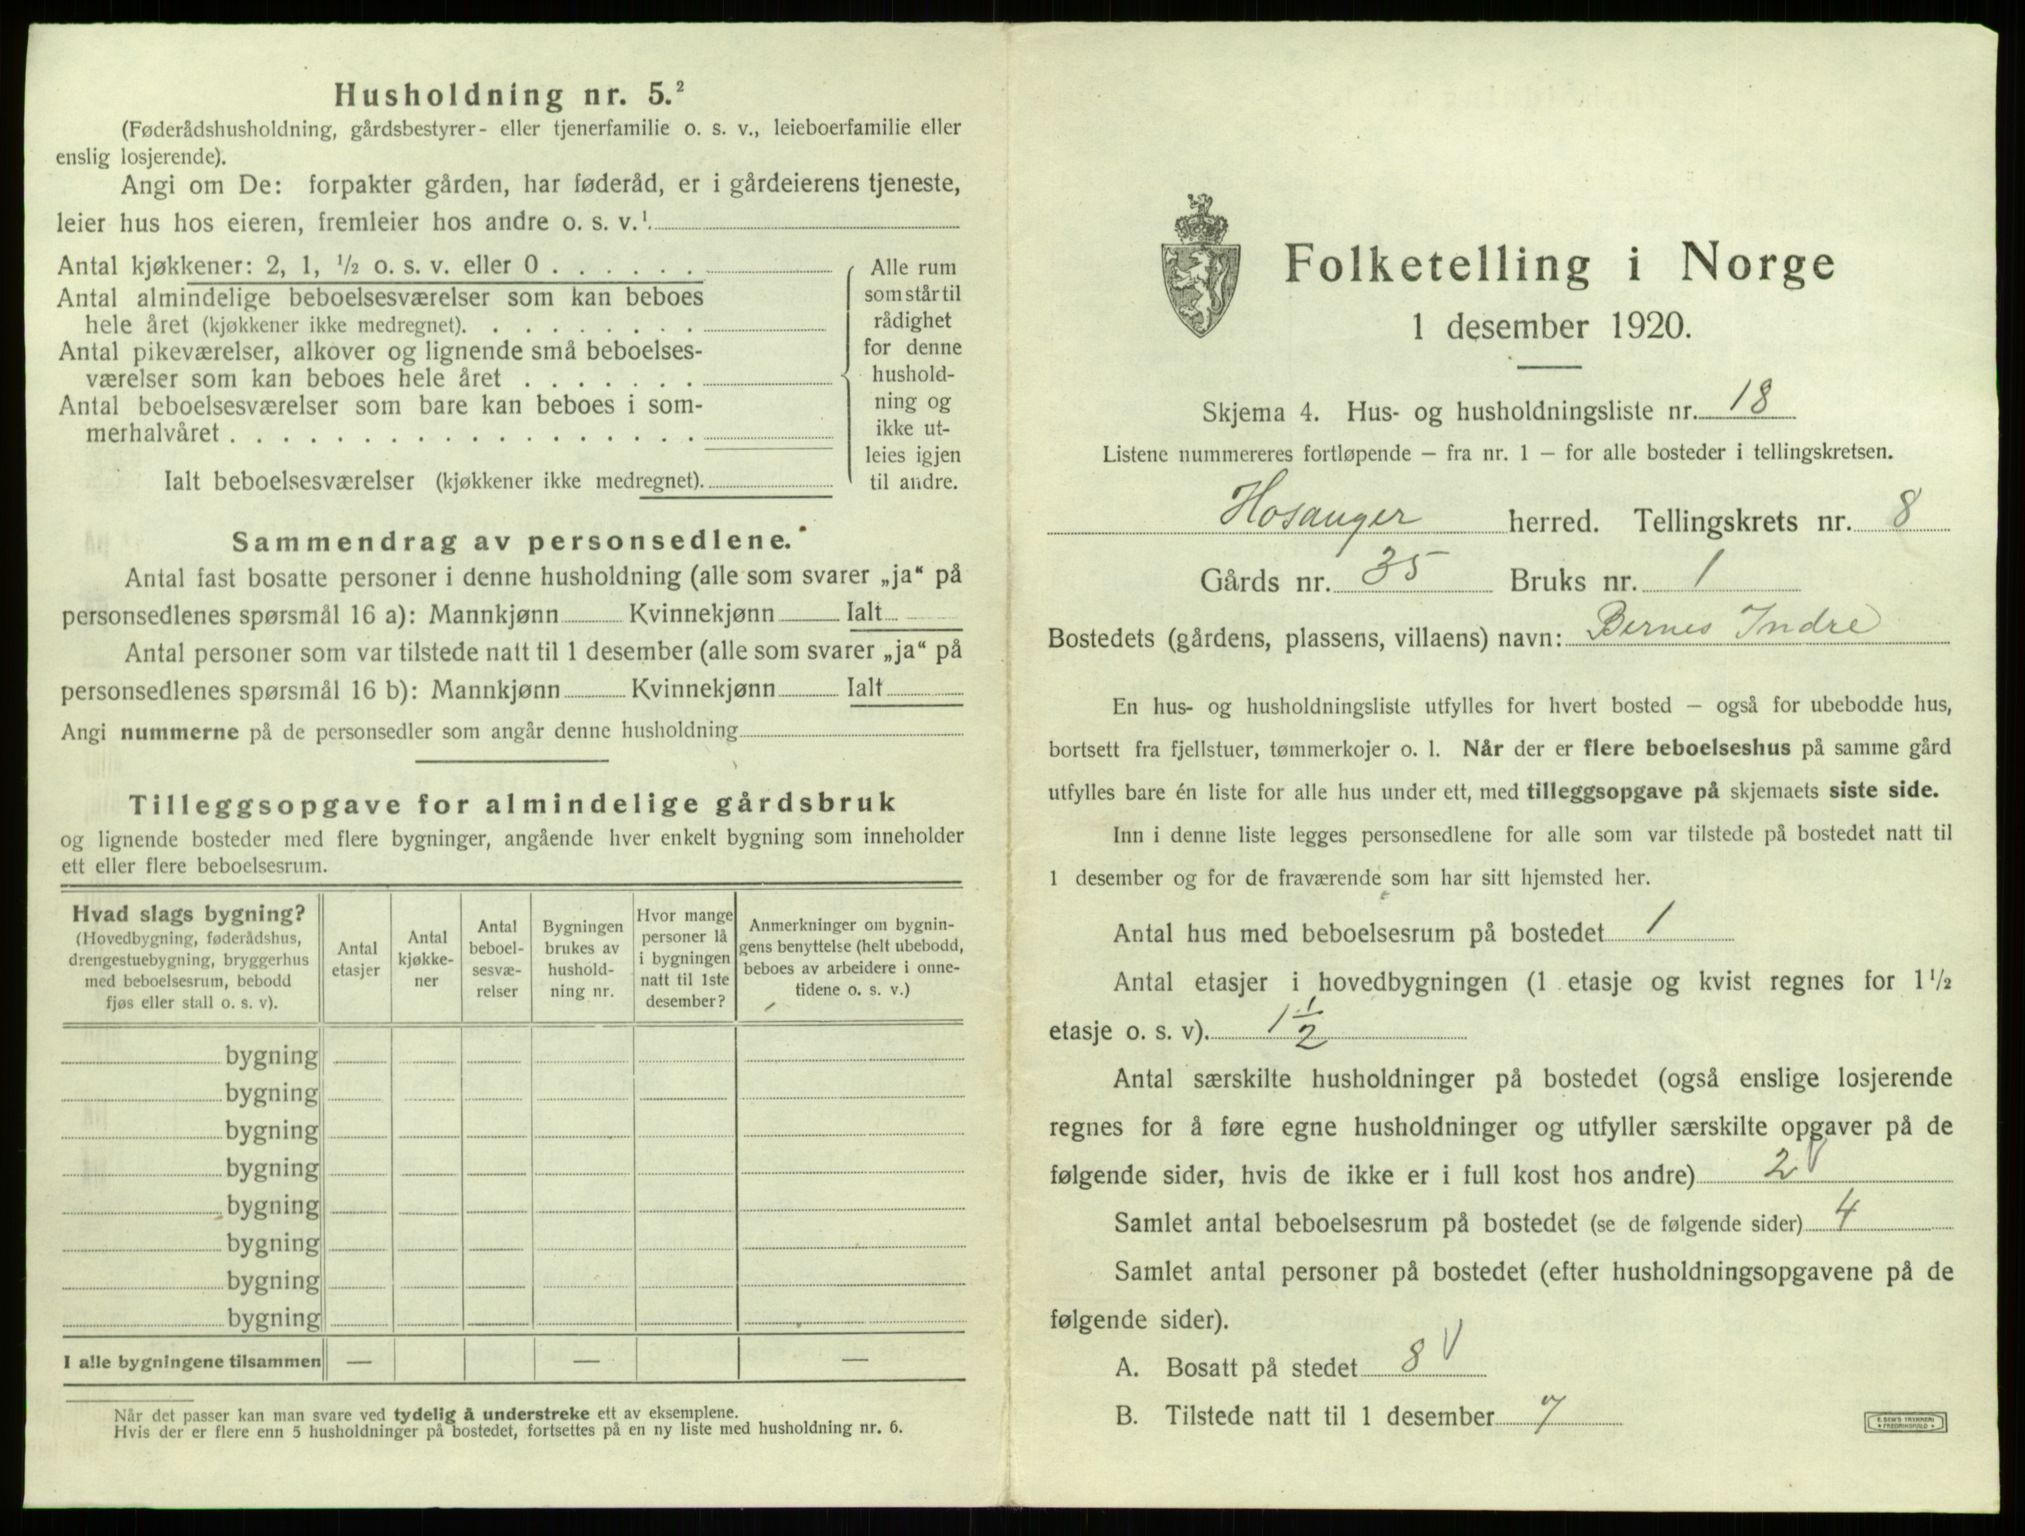 Husholdning nr. 5.²
(Føderådshusholdning, gårdsbestyrer- eller tjenerfamilie o. s. v., leieboerfamilie eller
enslig losjerende).
Angi om De: forpakter gården, har føderåd, er i gårdeierens tjeneste,
leier hus hos eieren, fremleier hos andre o. s. v.¹
Antal kjøkkener: 2, 1, ½ o. s. v. eller 0 . . . . . .
Antal almindelige beboelsesværelser som kan beboes
hele året (kjøkkener ikke medregnet). . . . . . . . .
Antal pikeværelser, alkover og lignende små beboelses-
værelser som kan beboes hele året . . . . . . .
Antal beboelsesværelser som bare kan beboes i som-
merhalvåret . . . . . . . . . . . . . . . . . .
Ialt beboelsesværelser (kjøkkener ikke medregnet).
Alle rum
som står til
rådighet
for denne
hushold-
ning og
ikke ut-
leies igjen
til andre.
Sammendrag av personsedlene.
Antal fast bosatte personer i denne husholdning (alle som svarer „ja“ på
personsedlenes spørsmål 16 a): Mannkjønn Kvinnekjønn Ialt
Antal personer som var tilstede natt til 1 desember (alle som svarer „ja“ på
personsedlenes spørsmål 16 b): Mannkjønn Kvinnekjønn Ialt
Angi nummerne på de personsedler som angår denne husholdning
Tilleggsopgave for almindelige gårdsbruk
og lignende bosteder med flere bygninger, angående hver enkelt bygning som inneholder
ett eller flere beboelsesrum.
Hvad slags bygning?
(Hovedbygning, føderådshus,
drengestuebygning, bryggerhus
med beboelsesrum, bebodd
fjøs eller stall o. s. v).
Antal
etasjer
Antal
kjøkke-
ner
Antal
beboel-
sesvæ-
relser
Bygningen
brukes av
hushold-
ning nr.
Hvor mange
personer lå
i bygningen
natt til 1ste
desember?
Anmerkninger om bygnin-
gens benyttelse (helt ubebodd,
beboes av arbeidere i onne-
tidene o. s. v.)
bygning
bygning
bygning
bygning
bygning
bygning
bygning
bygning
I alle bygningene tilsammen — — —
Når det passer kan man svare ved tydelig å understreke ett av eksemplene.
Hvis der er flere enn 5 husholdninger på bostedet, fortsettes på en ny liste med husholdning nr. 6.
Folketelling i Norge
1 desember 1920.
Skjema 4. Hus- og husholdningsliste nr. 18
Listene nummereres fortløpende — fra nr. 1 — for alle bosteder i tellingskretsen.
Hosanger herred. Tellingskrets nr. 8
Gårds nr. 35 Bruks nr. 1
Bostedets (gårdens, plassens, villaens) navn: Bernes Indre
En hus- og husholdningsliste utfylles for hvert bosted — også for ubebodde hus,
bortsett fra fjellstuer, tømmerkojer o. l. Når der er flere beboelseshus på samme gård
utfylles bare én liste for alle hus under ett, med tilleggsopgave på skjemaets siste side.
Inn i denne liste legges personsedlene for alle som var tilstede på bostedet natt til
1 desember og for de fraværende som har sitt hjemsted her.
Antal hus med beboelsesrum på bostedet 1
Antal etasjer i hovedbygningen (1 etasje og kvist regnes for 1½
etasje o. s. v). 1½
Antal særskilte husholdninger på bostedet (også enslige losjerende
regnes for å føre egne husholdninger og utfyller særskilte opgaver på de
følgende sider, hvis de ikke er i full kost hos andre) 2 V
Samlet antal beboelsesrum på bostedet (se de følgende sider) 4
Samlet antal personer på bostedet (efter husholdningsopgavene på de
følgende sider).
A. Bosatt på stedet 8 V
B. Tilstede natt til 1 desember 7